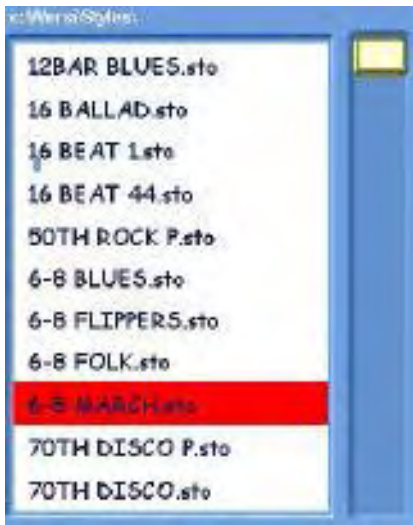 c:\Wersi\Styles\
12BAR BLUES.sto
16 BALLAD.sto
16 BEAT 1.sto
16 BEAT 44.sto
50TH ROCK P.sto
6-8 BLUES.sto
6-8 FLIPPERS.sto
6-8 FOLK.sto
6-8 MARCH.sto
70TH DISCO P.sto
70TH DISCO.sto